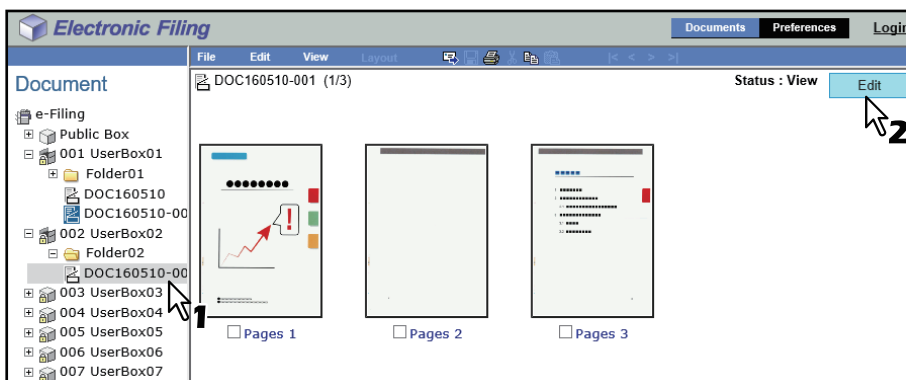 Electronic Filing
Documents Preferences Login
File Edit View Layout |< < > >|
Document
DOC160510-001 (1/3) Status : View Edit
2
e-Filing
Public Box
001 UserBox01
Folder01
DOC160510
DOC160510-00
002 UserBox02
Folder02
DOC160510-00
1
003 UserBox03
004 UserBox04
005 UserBox05
006 UserBox06
007 UserBox07
!
Pages 1 Pages 2 Pages 3